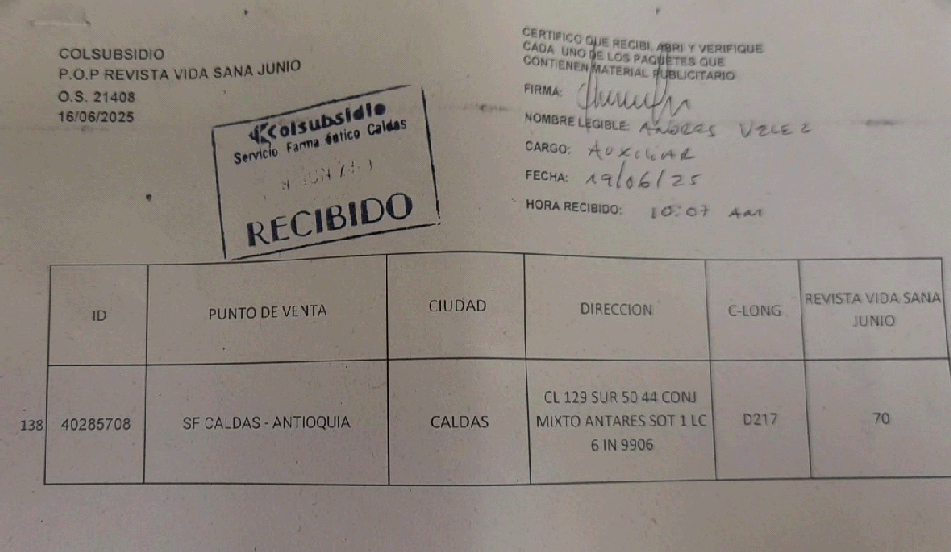 COLSUBSIDIO
P.O.P REVISTA VIDA SANA JUNIO
O.S. 21408
16/06/2025
Colsubsidio
Servicio Farmacéutico Caldas
JUN
RECIBIDO
CERTIFICO QUE RECIBI, ABRI Y VERIFIQUE
CADA UNO DE LOS PAQUETES QUE
CONTIENEN MATERIAL PUBLICITARIO
FIRMA:
NOMBRE LEGIBLE: ANDRES VELEZ
CARGO: AUXILIAR
FECHA: 19/06/25
HORA RECIBIDO: 10:07 AM
ID PUNTO DE VENTA CIUDAD DIRECCION C-LONG REVISTA VIDA SANA
JUNIO
138 40285708 SF CALDAS - ANTIOQUIA CALDAS CL 129 SUR 50 44 CONJ
MIXTO ANTARES SOT 1 LC
6 IN 9906
D217 70